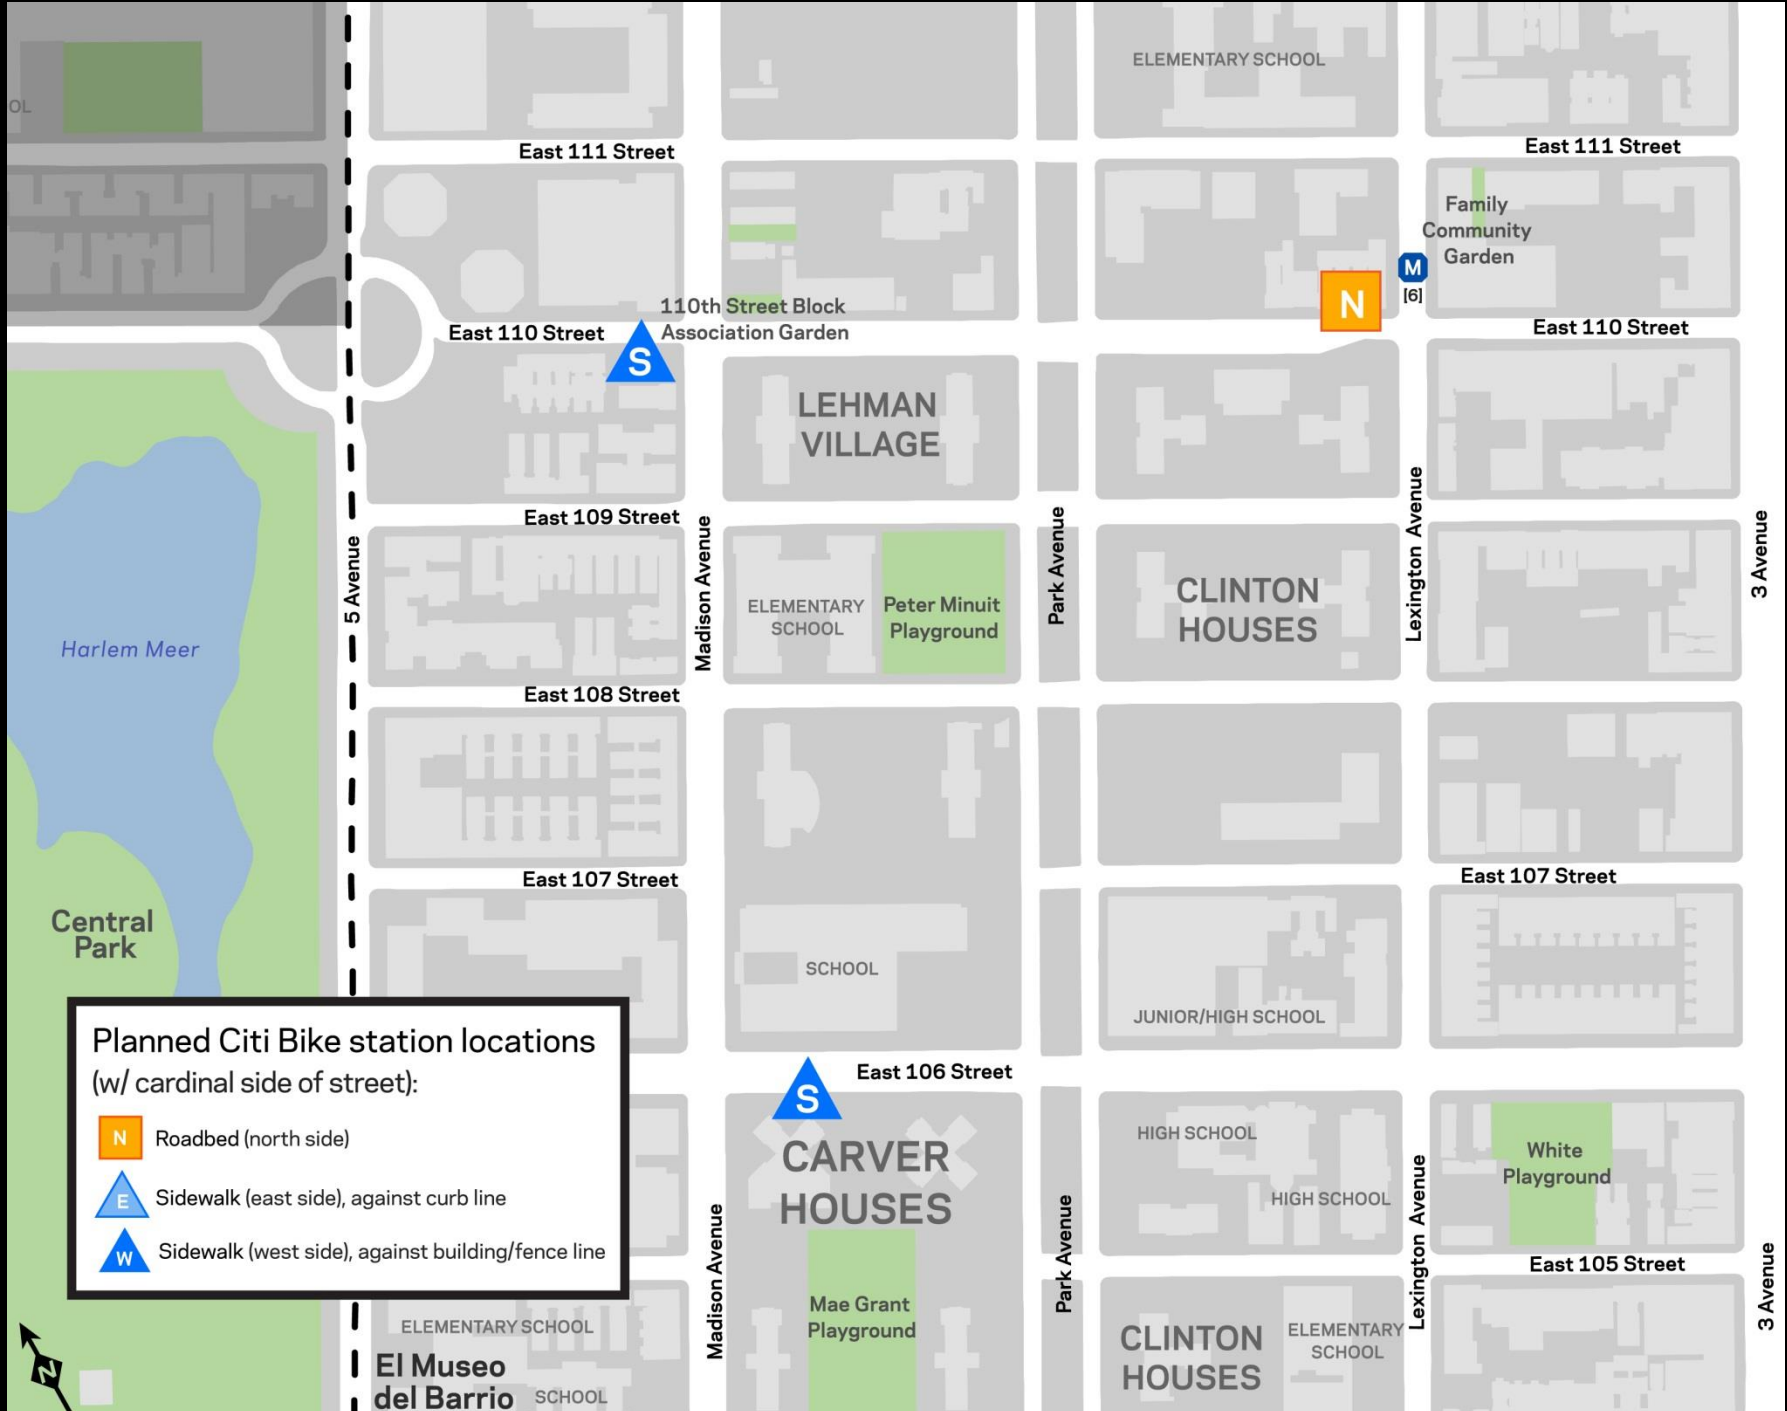 ELEMENTARY SCHOOL
OL
East 111 Street
East 111 Street
Family
Community
Garden
M
[6]
N
110th Street Block
Association Garden
East 110 Street
S
East 110 Street
LEHMAN
VILLAGE
East 109 Street
5 Avenue
Madison Avenue
Park Avenue
Lexington Avenue
3 Avenue
ELEMENTARY
SCHOOL
Peter Minuit
Playground
CLINTON
HOUSES
Harlem Meer
East 108 Street
East 107 Street
East 107 Street
Central
Park
SCHOOL
JUNIOR/HIGH SCHOOL
East 106 Street
S
CARVER
HOUSES
HIGH SCHOOL
HIGH SCHOOL
White
Playground
Madison Avenue
Park Avenue
Lexington Avenue
3 Avenue
East 105 Street
Mae Grant
Playground
CLINTON
HOUSES
ELEMENTARY
SCHOOL
Planned Citi Bike station locations
(w/ cardinal side of street):
N Roadbed (north side)
E Sidewalk (east side), against curb line
W Sidewalk (west side), against building/fence line
ELEMENTARY SCHOOL
El Museo
del Barrio
SCHOOL
N